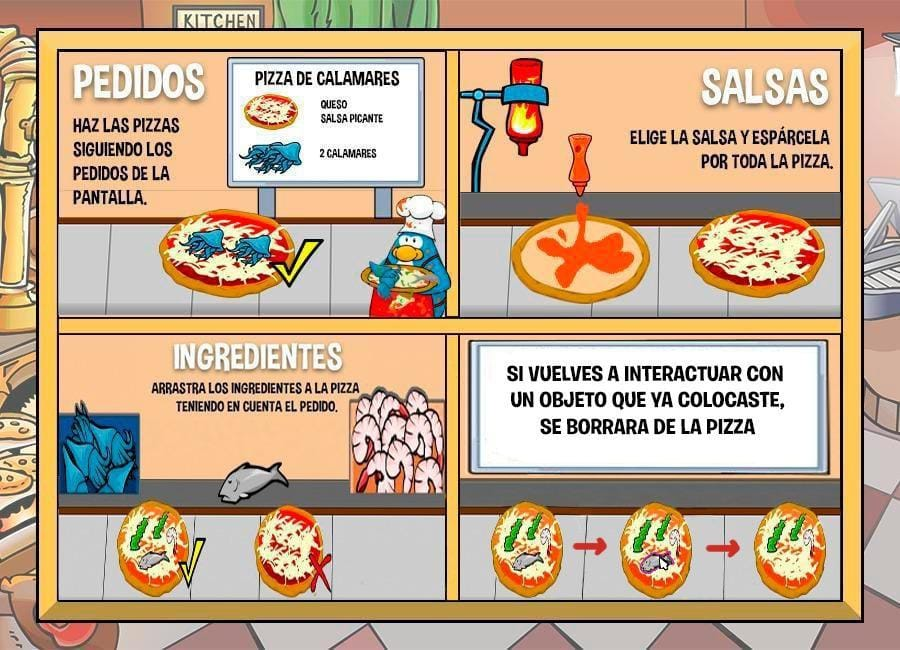 KITCHEN
PEDIDOS
HAZ LAS PIZZAS
SIGUIENDO LOS
PEDIDOS DE LA
PANTALLA.
PIZZA DE CALAMARES
QUESO
SALSA PICANTE
2 CALAMARES
SALSAS
ELIGE LA SALSA Y ESPÁRCELA
POR TODA LA PIZZA.
INGREDIENTES
ARRASTRA LOS INGREDIENTES A LA PIZZA
TENIENDO EN CUENTA EL PEDIDO.
SI VUELVES A INTERACTUAR CON
UN OBJETO QUE YA COLOCASTE,
SE BORRARA DE LA PIZZA